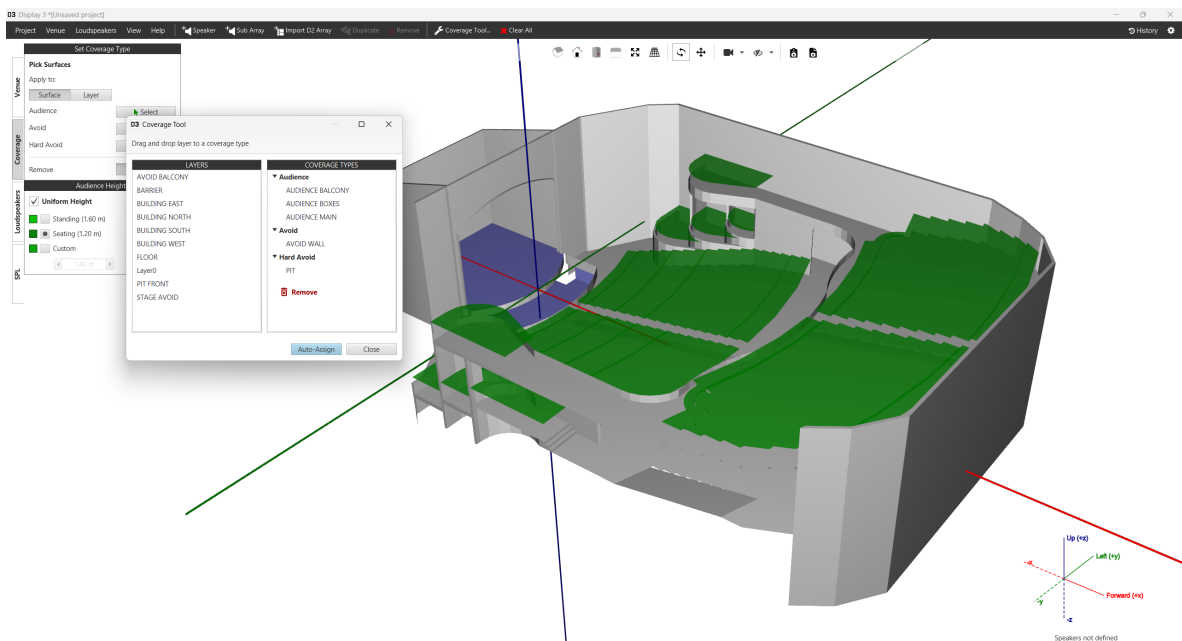 D3 Display 3 *[Unsaved project]
Project Venue Loudspeakers View Help Speaker Sub Array Import D2 Array Duplicate Remove Coverage Tool... Clear All History
Set Coverage Type
Pick Surfaces
Apply to:
Surface Layer
Audience Select
Avoid
Hard Avoid
Remove
Audience Height
Uniform Height
Standing (1.60 m)
Seating (1.20 m)
Custom
1.40 m
Venue
Coverage
Loudspeakers
SPL
D3 Coverage Tool
Drag and drop layer to a coverage type
LAYERS
AVOID BALCONY
BARRIER
BUILDING EAST
BUILDING NORTH
BUILDING SOUTH
BUILDING WEST
FLOOR
Layer0
PIT FRONT
STAGE AVOID
COVERAGE TYPES
Audience
AUDIENCE BALCONY
AUDIENCE BOXES
AUDIENCE MAIN
Avoid
AVOID WALL
Hard Avoid
PIT
Remove
Auto-Assign Close
Up (+z)
Left (+y)
-x
Forward (+x)
-y
-z
Speakers not defined